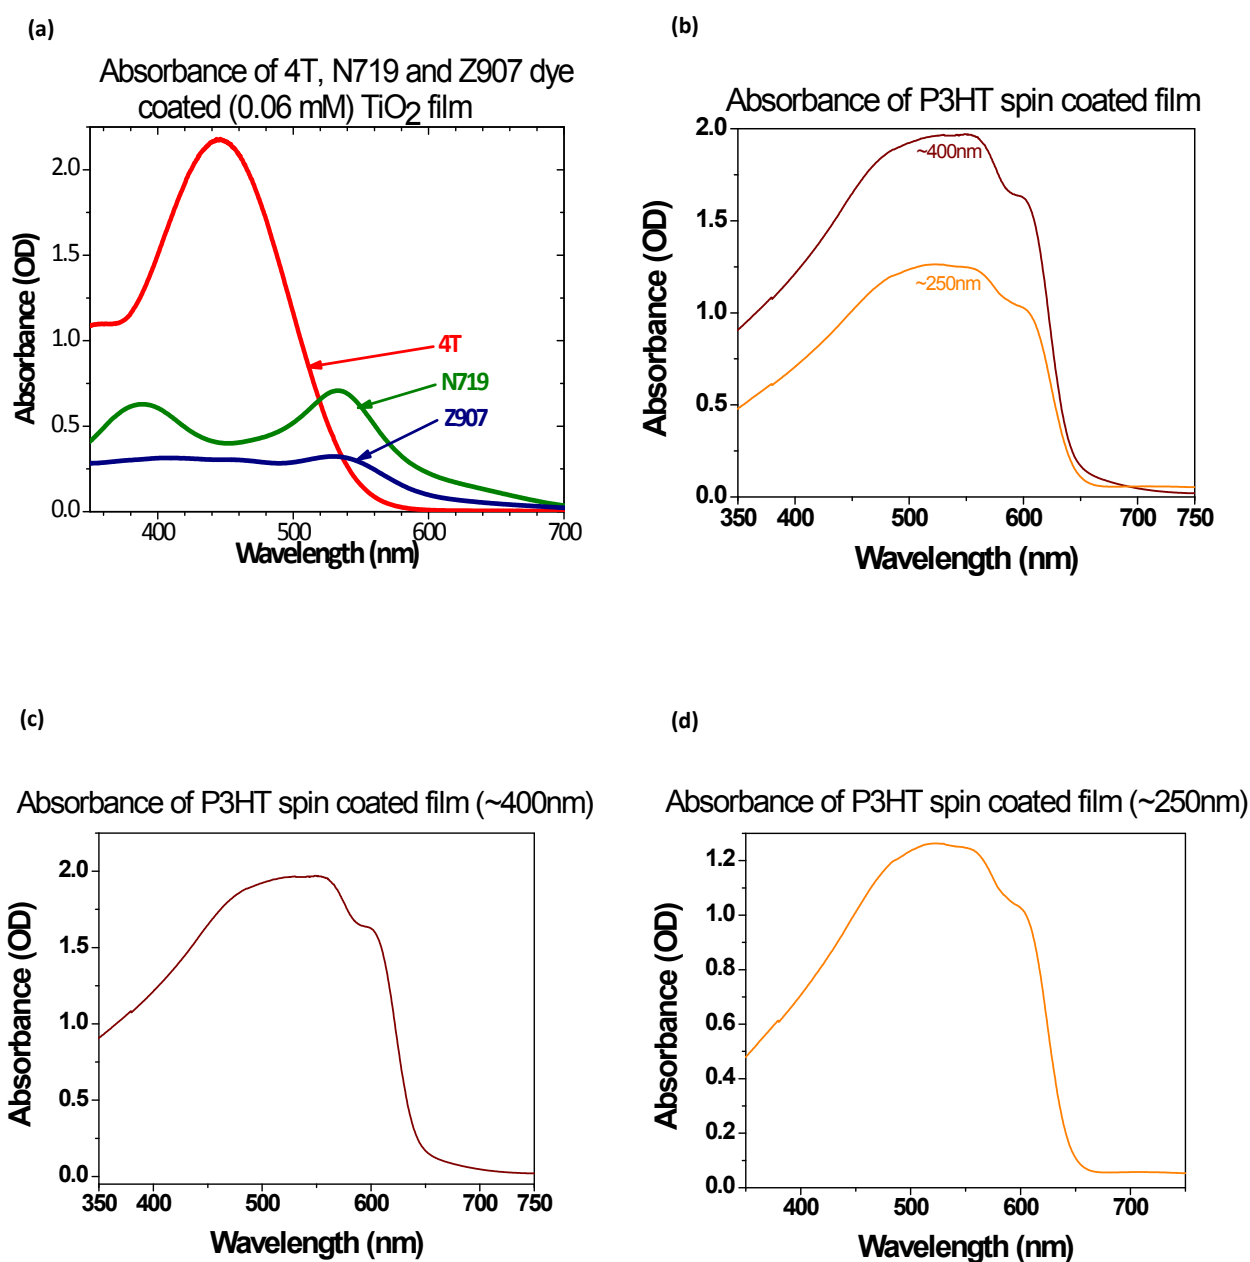 (a)
Absorbance of 4T, N719 and Z907 dye
coated (0.06 mM) TiO2 film
2.0
1.5
1.0
0.5
0.0
400
500
600
700
Absorbance (OD)
Wavelength (nm)
4T
N719
Z907
(b)
Absorbance of P3HT spin coated film
2.0
1.5
1.0
0.5
0.0
350
400
500
600
700
750
Absorbance (OD)
Wavelength (nm)
~400nm
~250nm
(c)
Absorbance of P3HT spin coated film (~400nm)
2.0
1.5
1.0
0.5
0.0
350
400
500
600
700
750
Absorbance (OD)
Wavelength (nm)
(d)
Absorbance of P3HT spin coated film (~250nm)
1.2
1.0
0.8
0.6
0.4
0.2
0.0
400
500
600
700
Absorbance (OD)
Wavelength (nm)